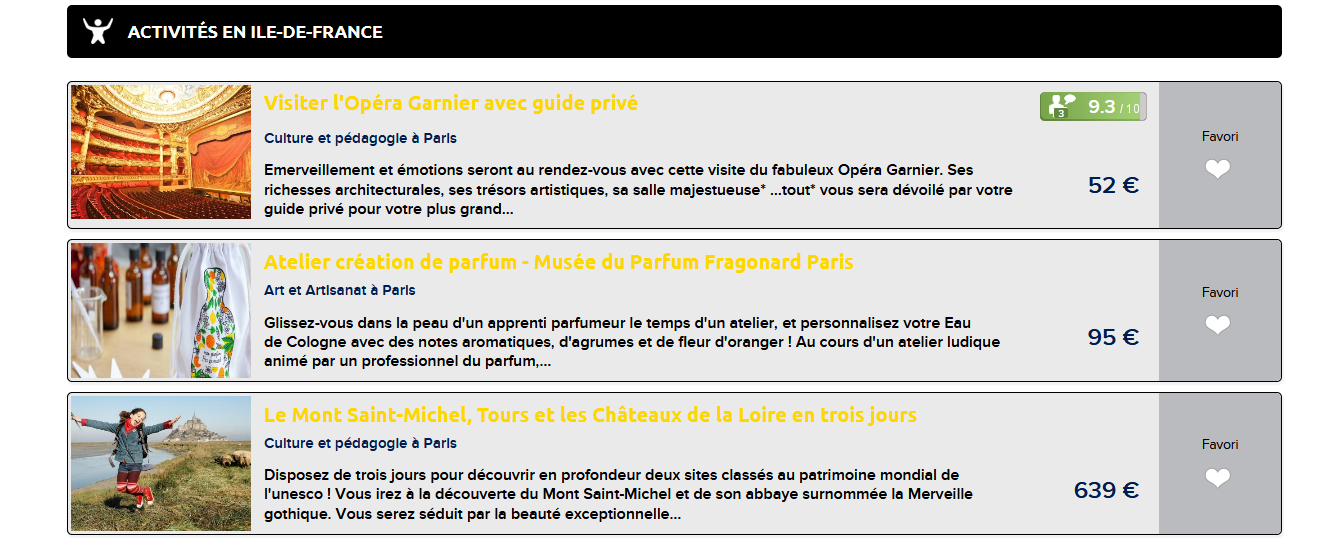 ACTIVITÉS EN ILE-DE-FRANCE
Visiter l'Opéra Garnier avec guide privé
3 9.3 / 10
Culture et pédagogie à Paris
Favori
Emerveillement et émotions seront au rendez-vous avec cette visite du fabuleux Opéra Garnier. Ses
richesses architecturales, ses trésors artistiques, sa salle majestueuse* ...tout* vous sera dévoilé par votre
guide privé pour votre plus grand...
52 €
Atelier création de parfum - Musée du Parfum Fragonard Paris
Art et Artisanat à Paris
Favori
Glissez-vous dans la peau d'un apprenti parfumeur le temps d'un atelier, et personnalisez votre Eau
de Cologne avec des notes aromatiques, d'agrumes et de fleur d'oranger ! Au cours d'un atelier ludique
animé par un professionnel du parfum,...
95 €
Le Mont Saint-Michel, Tours et les Châteaux de la Loire en trois jours
Culture et pédagogie à Paris
Favori
Disposez de trois jours pour découvrir en profondeur deux sites classés au patrimoine mondial de
l'unesco ! Vous irez à la découverte du Mont Saint-Michel et de son abbaye surnommée la Merveille
gothique. Vous serez séduit par la beauté exceptionnelle...
639 €